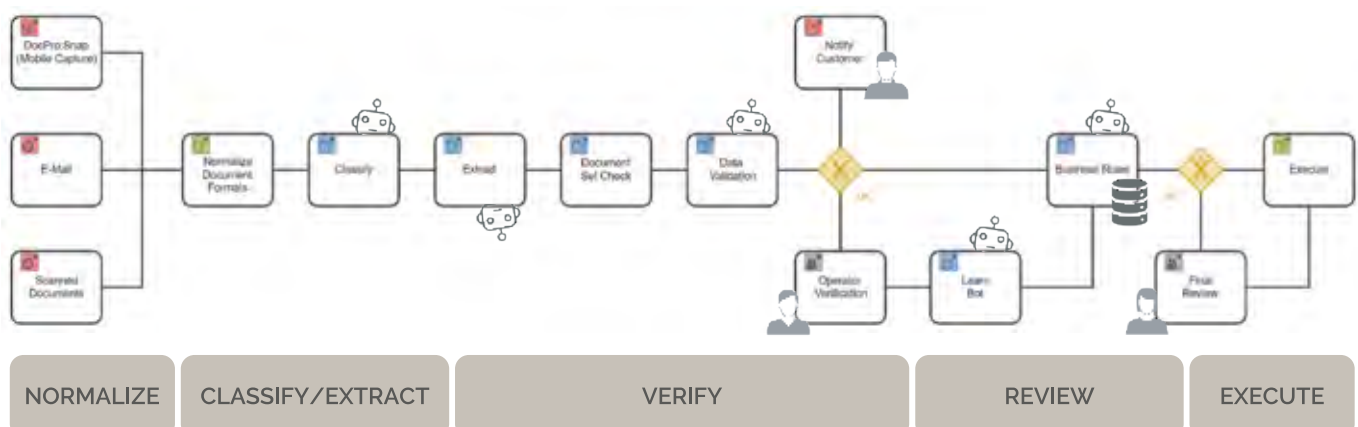 DocPro Snap
(Mobile Capture)
Notify
Customer
E-Mail
Normalize
Document
Formats
Classify
Extract
Document
Set Check
Data
Validation
Business Rules
Execute
Scanned
Documents
Operator
Verification
Learn
Bot
Final
Review
NORMALIZE
CLASSIFY/EXTRACT
VERIFY
REVIEW
EXECUTE